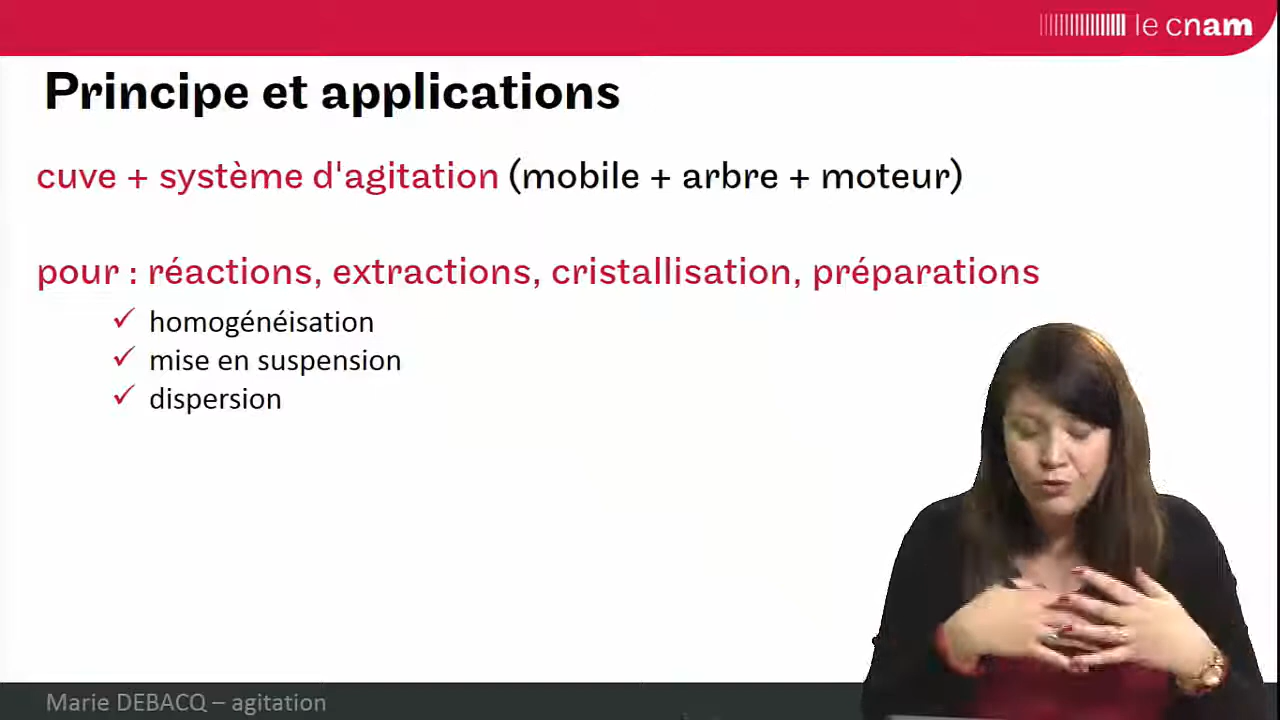 le cnam
Principe et applications
cuve + système d'agitation (mobile + arbre + moteur)
pour : réactions, extractions, cristallisation, préparations
✓ homogénéisation
✓ mise en suspension
✓ dispersion
Marie DEBACQ – agitation